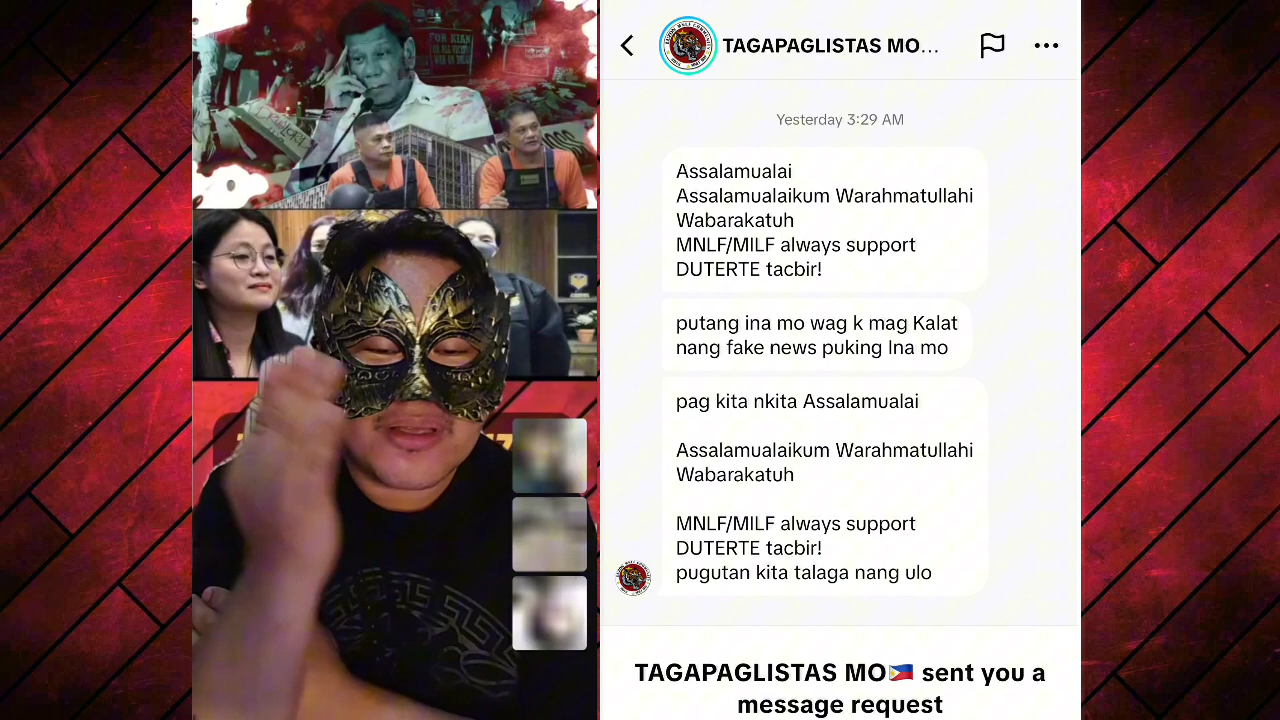 FOR KIAN
TAGAPAGLISTAS MO...
Yesterday 3:29 AM
Assalamualai
Assalamualaikum Warahmatullahi
Wabarakatuh
MNLF/MILF always support
DUTERTE tacbir!
putang ina mo wag k mag Kalat
nang fake news puking Ina mo
pag kita nkita Assalamualai
Assalamualaikum Warahmatullahi
Wabarakatuh
MNLF/MILF always support
DUTERTE tacbir!
pugutan kita talaga nang ulo
TAGAPAGLISTAS MO🇵🇭 sent you a
message request